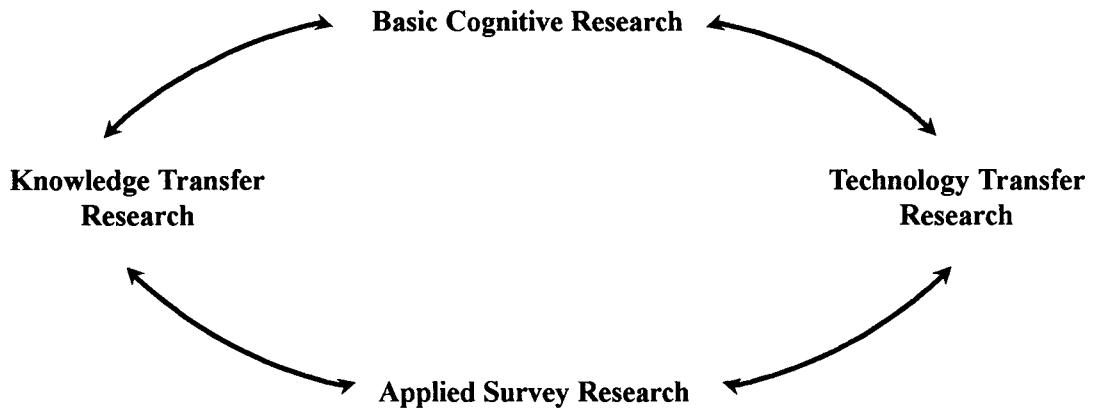 Basic Cognitive Research
Knowledge Transfer
Research
Technology Transfer
Research
Applied Survey Research